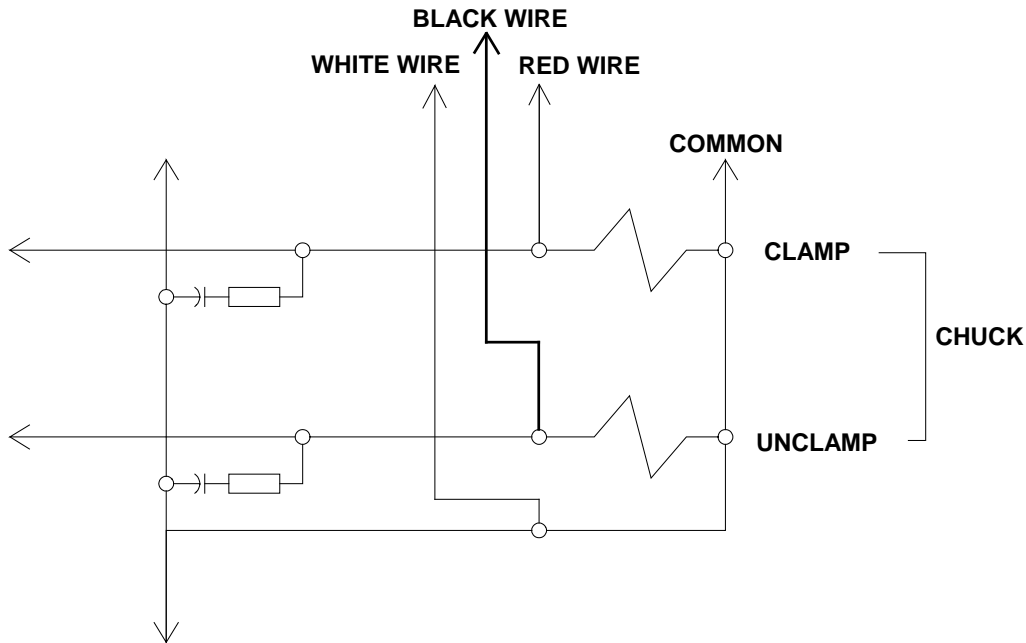 BLACK WIRE
WHITE WIRE
RED WIRE
COMMON
CLAMP
CHUCK
UNCLAMP